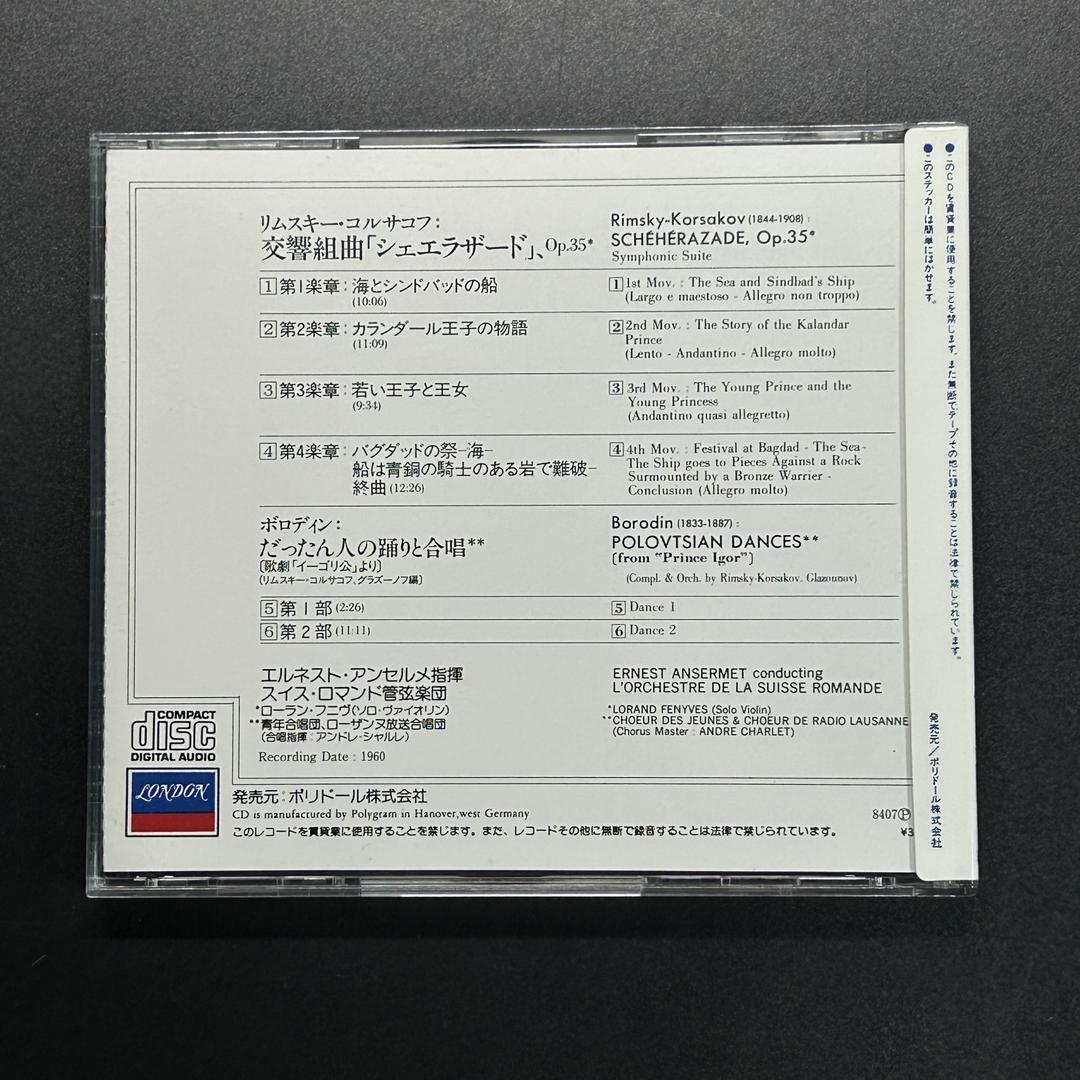 リムスキー・コルサコフ:
交響組曲「シェエラザード」、Op.35*
1 第1楽章:海とシンドバッドの船
(10:06)
2 第2楽章:カランダール王子の物語
(11:09)
3 第3楽章:若い王子と王女
(9:34)
4 第4楽章:バグダッドの祭−海−
船は青銅の騎士のある岩で難破−
終曲(12:26)
ボロディン:
だったん人の踊りと合唱**
〔歌劇「イーゴリ公」より〕
(リムスキー・コルサコフ、グラズーノフ編)
5 第1部(2:26)
6 第2部(11:11)
エルネスト・アンセルメ指揮
スイス・ロマンド管弦楽団
*ローラン・フニヴ(ソロ・ヴァイオリン)
**青年合唱団、ローザンヌ放送合唱団
(合唱指揮:アンドレ・シャルレ)
Recording Date : 1960
Rimsky-Korsakov (1844-1908) :
SCHÉHÉRAZADE, Op.35*
Symphonic Suite
1 1st Mov. : The Sea and Sindbad's Ship
(Largo e maestoso - Allegro non troppo)
2 2nd Mov. : The Story of the Kalandar
Prince
(Lento - Andantino - Allegro molto)
3 3rd Mov. : The Young Prince and the
Young Princess
(Andantino quasi allegretto)
4 4th Mov. : Festival at Bagdad - The Sea-
The Ship goes to Pieces Against a Rock
Surmounted by a Bronze Warrier -
Conclusion (Allegro molto)
Borodin (1833-1887) :
POLOVTSIAN DANCES**
(from "Prince Igor")
(Compl. & Orch. by Rimsky-Korsakov. Glazounov)
5 Dance 1
6 Dance 2
ERNEST ANSERMET conducting
L'ORCHESTRE DE LA SUISSE ROMANDE
*LORAND FENYVES (Solo Violin)
**CHOEUR DES JEUNES & CHOEUR DE RADIO LAUSANNE
(Chorus Master : ANDRE CHARLET)
COMPACT
disc
DIGITAL AUDIO
LONDON
発売元:ポリドール株式会社
CD is manufactured by Polygram in Hanover,west Germany
8407Ⓟ
このレコードを賃貸業に使用することを禁じます。また、レコードその他に無断で録音することは法律で禁じられています。
¥3
●このCDを賃貸業に使用することを禁じます。また無断でテープその他に録音することは法律で禁じられています。
●このステッカーは簡単にはがせます。
発売元/ポリドール株式会社